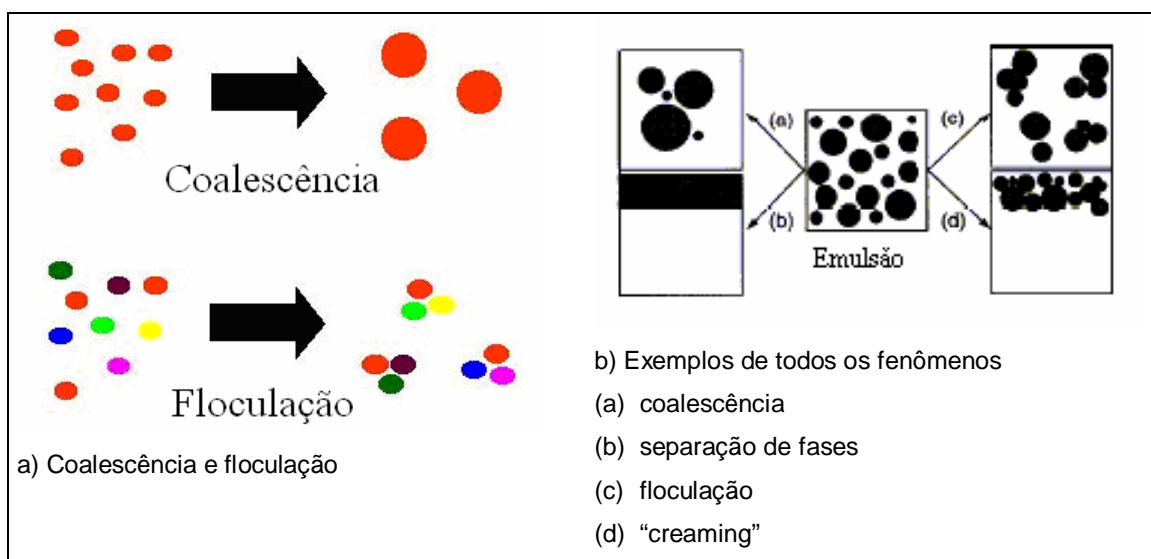 Coalescência
Floculação
a) Coalescência e floculação
(a)
(c)
(b)
(d)
Emulsão
b) Exemplos de todos os fenômenos
(a) coalescência
(b) separação de fases
(c) floculação
(d) “creaming”